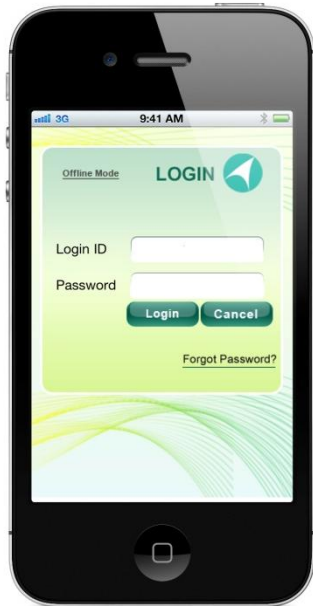 3G 9:41 AM
Offline Mode LOGIN
Login ID
Password
Login Cancel
Forgot Password?